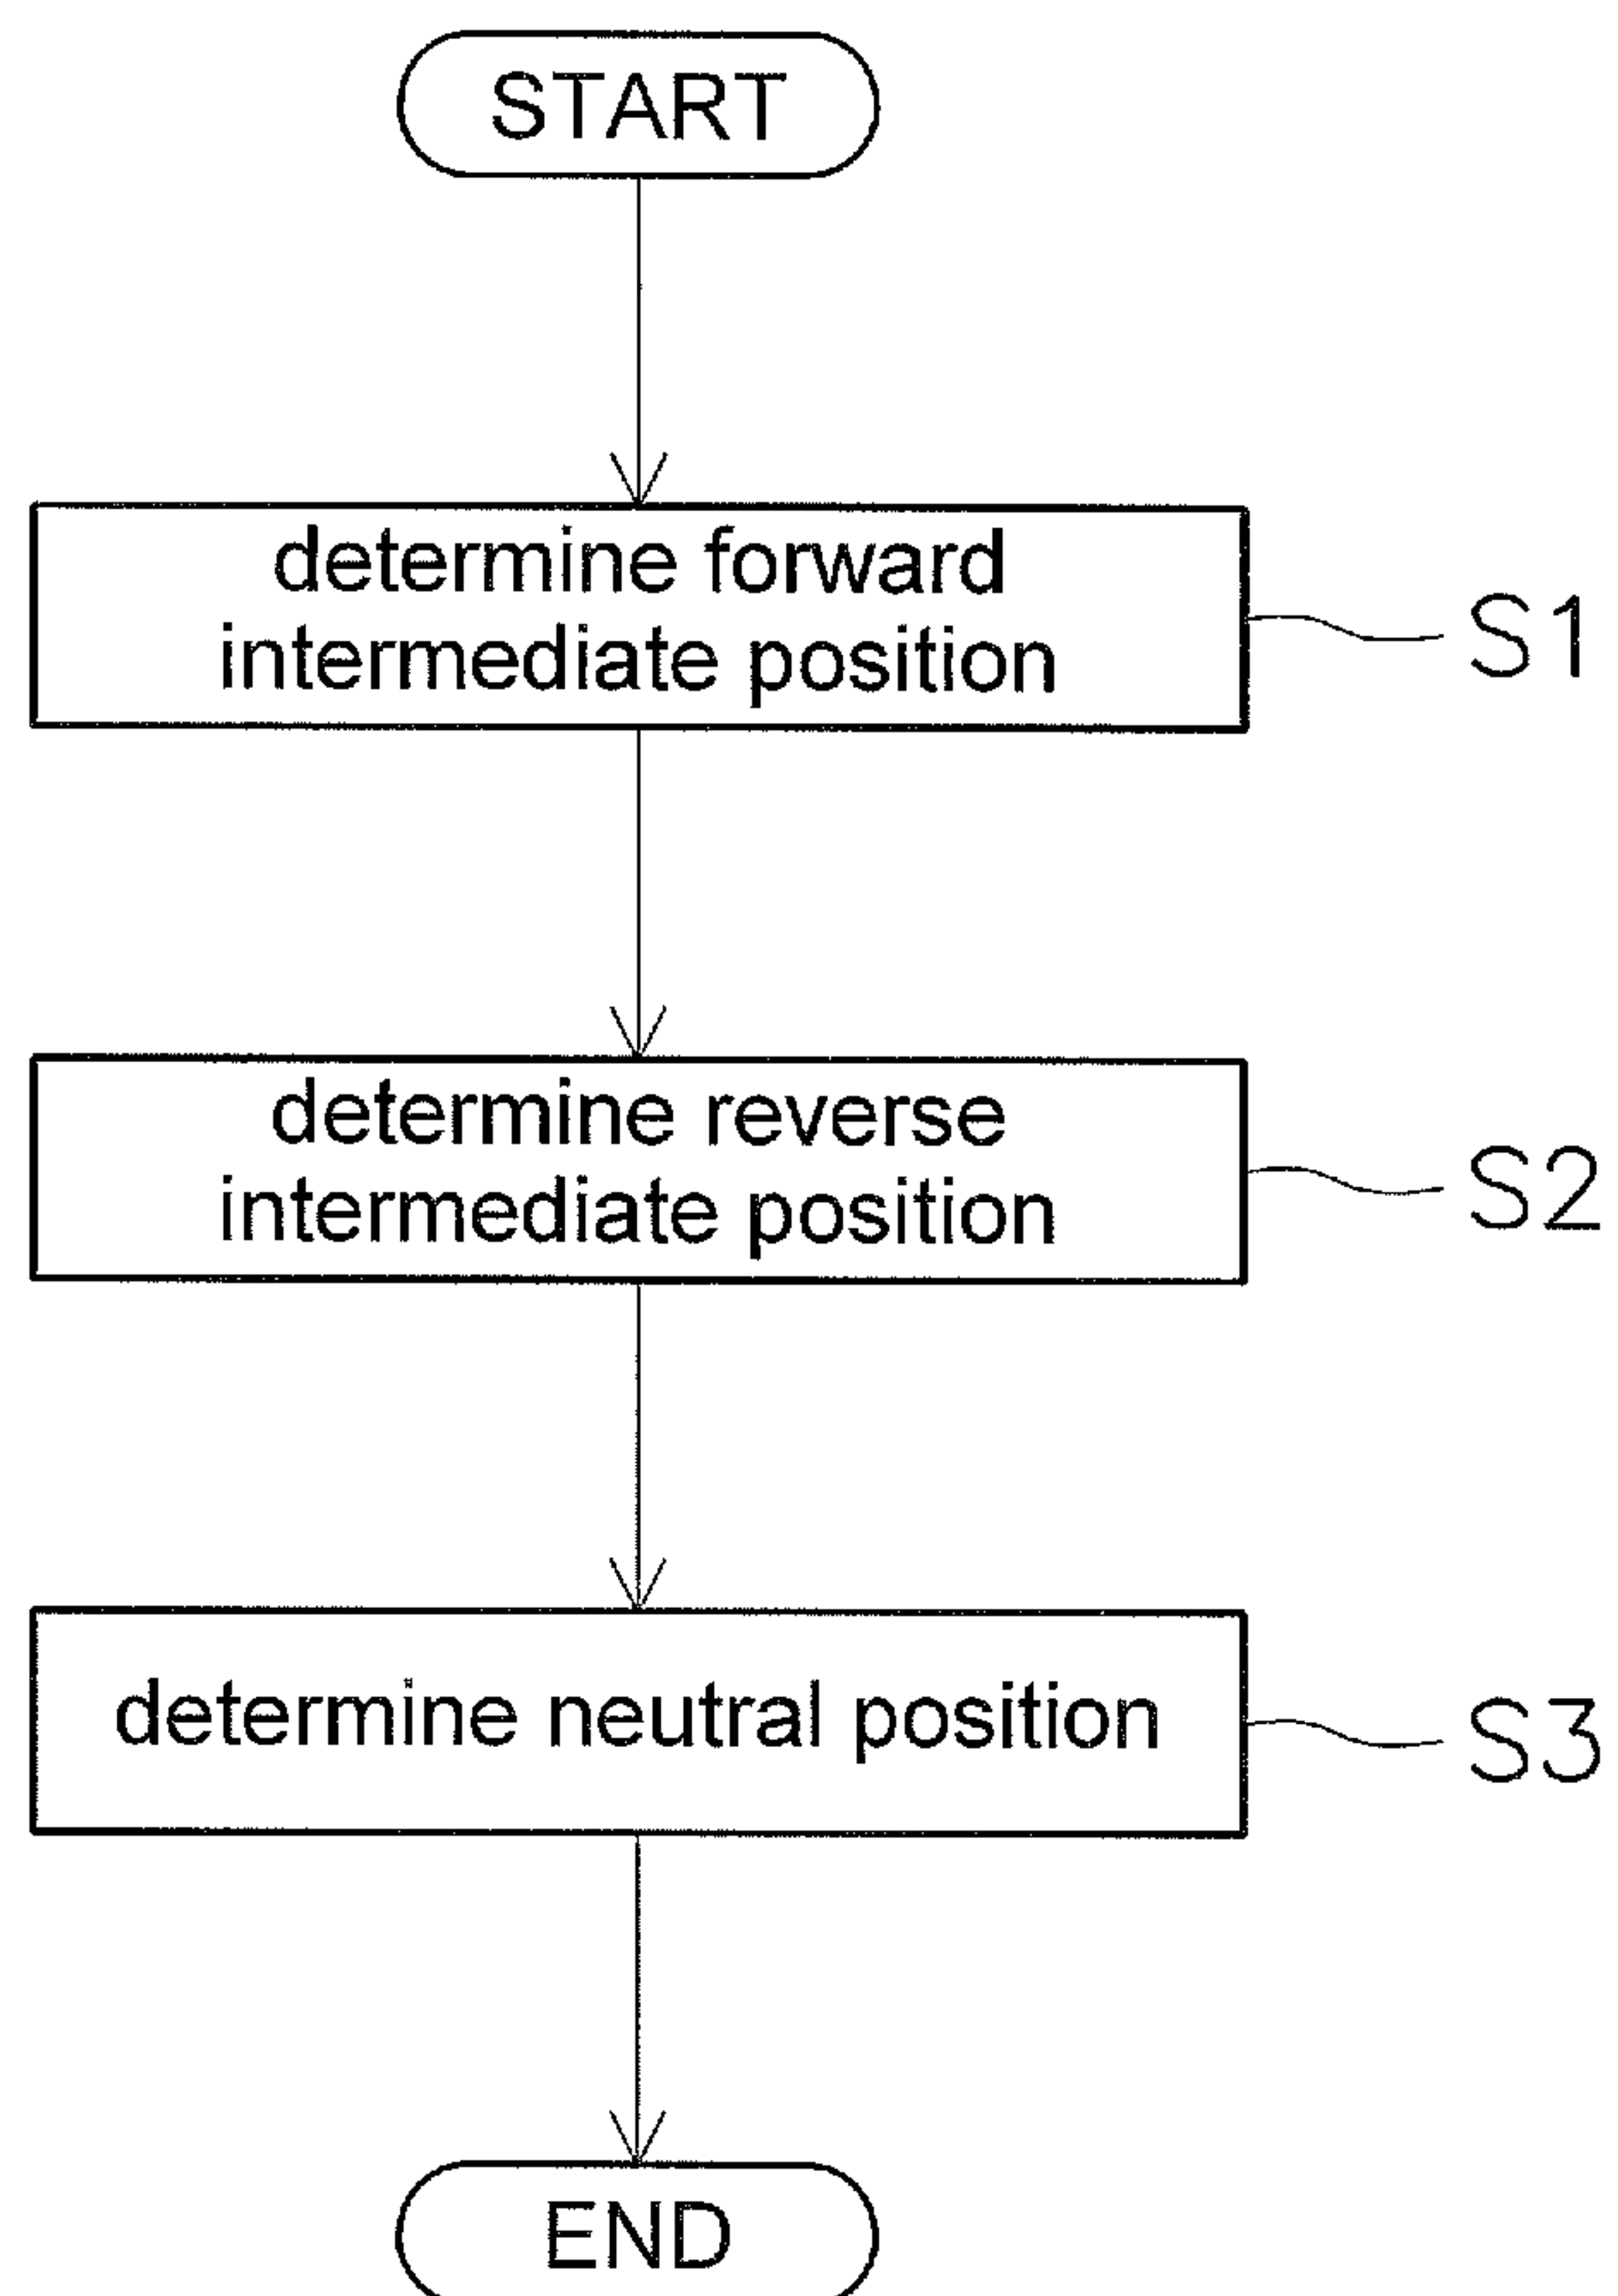 START
determine forward
intermediate position
S1
determine reverse
intermediate position
S2
determine neutral position
S3
END